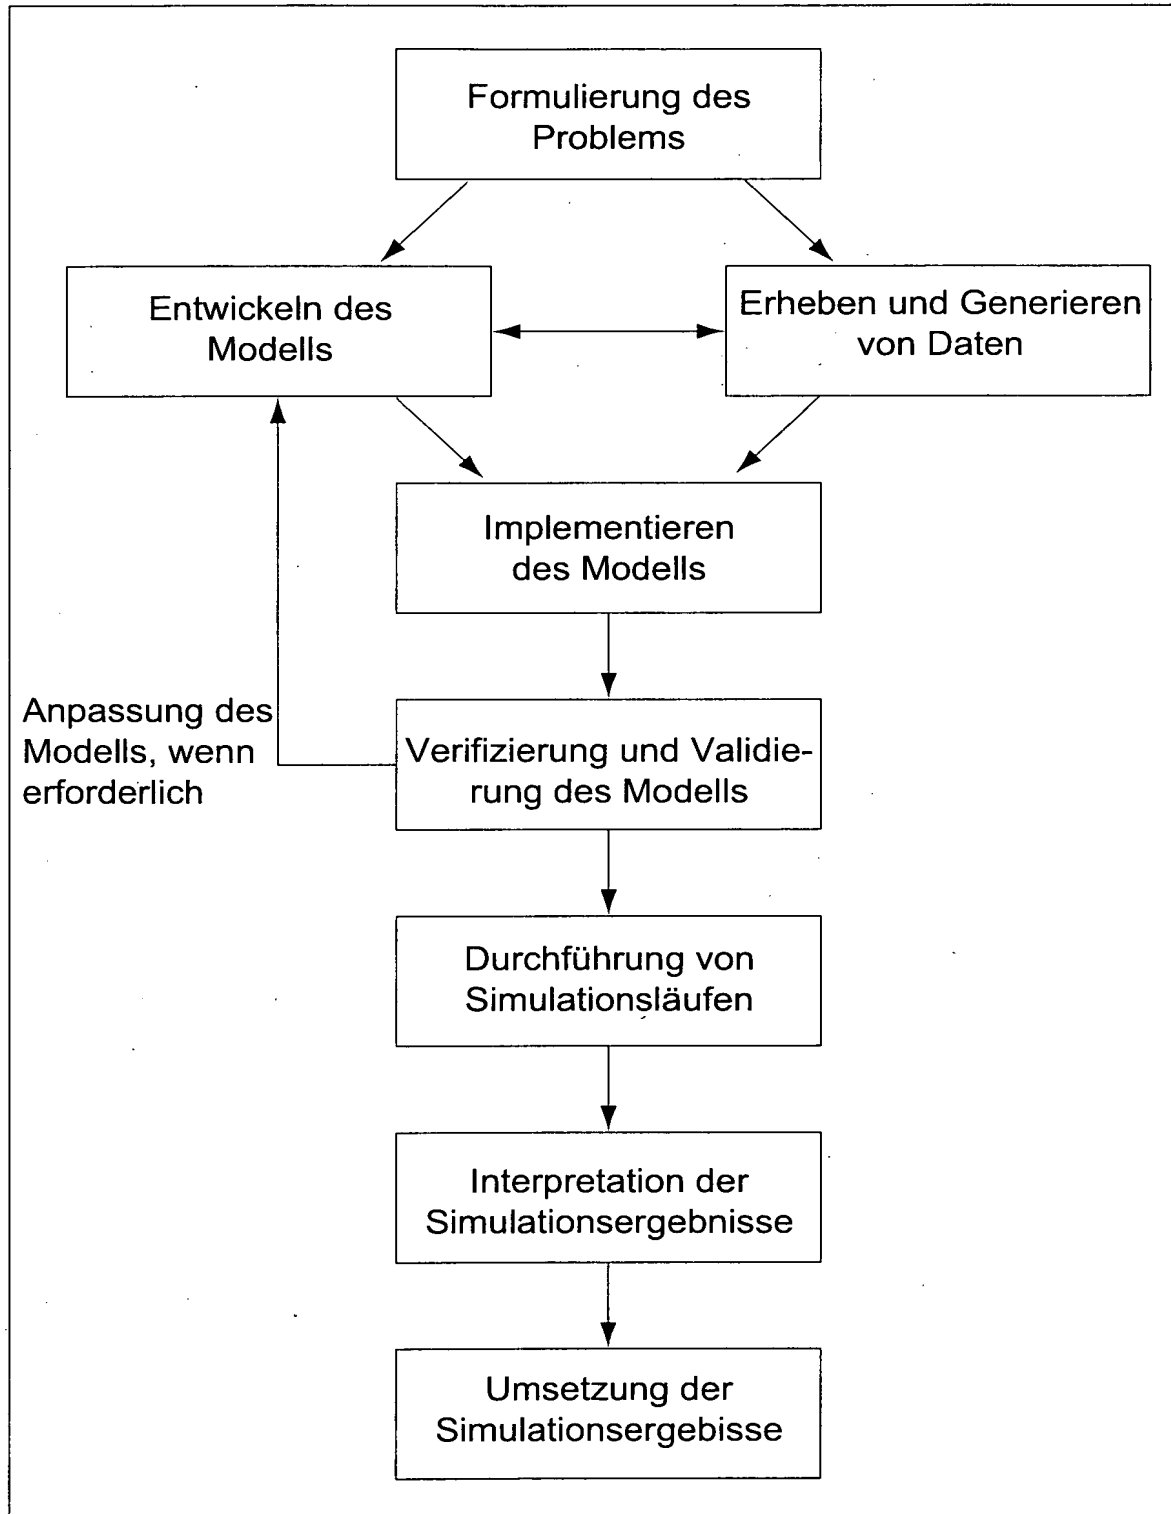 Formulierung des
Problems
Entwickeln des
Modells
Erheben und Generieren
von Daten
Implementieren
des Modells
Anpassung des
Modells, wenn
erforderlich
Verifizierung und Validie-
rung des Modells
Durchführung von
Simulationsläufen
Interpretation der
Simulationsergebnisse
Umsetzung der
Simulationsergebisse